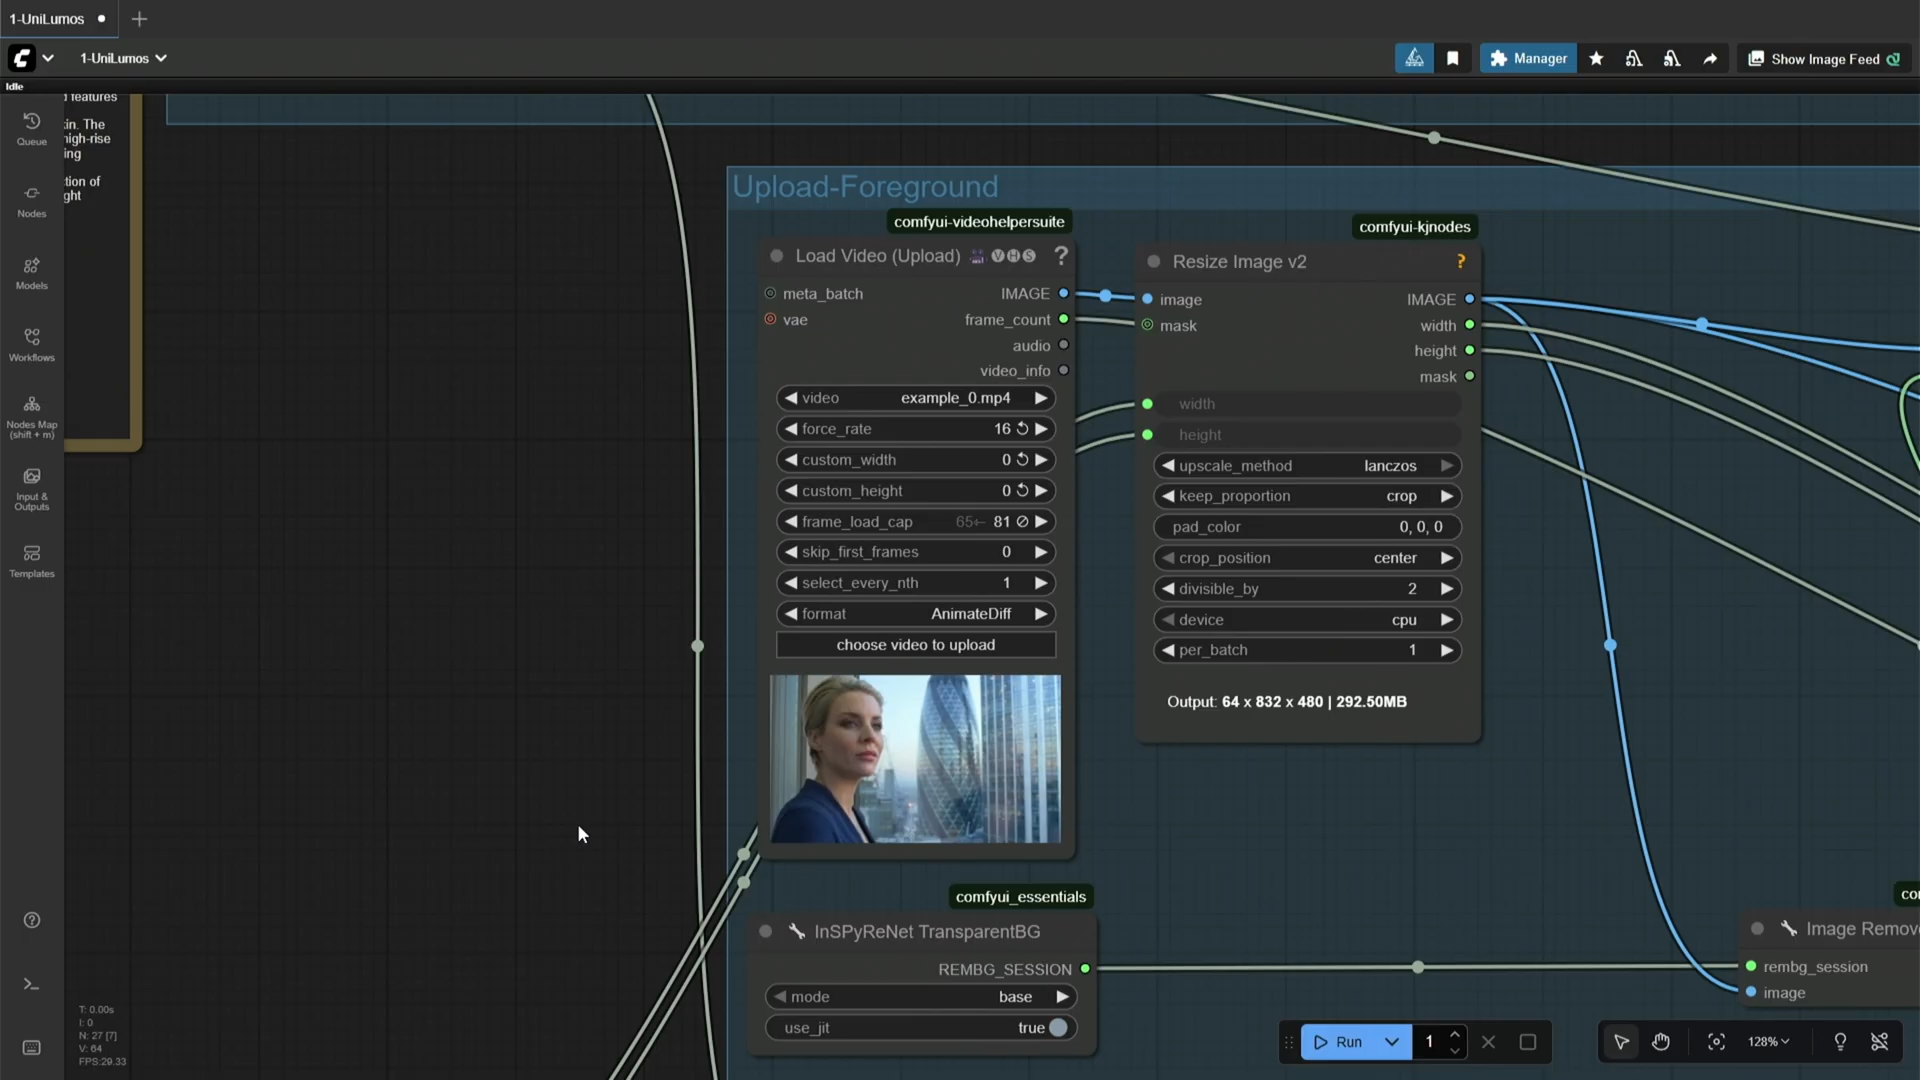 1-UniLumos
1-UniLumos
Manager
Show Image Feed
Idle
features
The
high-rise
Queue
Nodes
Models
Workflows
Nodes Map
(shift + m)
Input &
Outputs
Templates
Upload-Foreground
comfyui-videohelpersuite
Load Video (Upload) VHS ?
meta_batch IMAGE
vae frame_count
audio
video_info
video example_0.mp4
force_rate 16
custom_width 0
custom_height 0
frame_load_cap 65← 81
skip_first_frames 0
select_every_nth 1
format AnimateDiff
choose video to upload
comfyui-kjnodes
Resize Image v2 ?
image IMAGE
mask width
height
mask
width
height
upscale_method lanczos
keep_proportion crop
pad_color 0, 0, 0
crop_position center
divisible_by 2
device cpu
per_batch 1
Output: 64 x 832 x 480 | 292.50MB
comfyui_essentials
InSPyReNet TransparentBG
REMBG_SESSION
mode base
use_jit true
Image Remov
rembg_session
image
T: 0.00s
I: 0
N: 27 [7]
V: 64
FPS:29.33
Run
1
128%